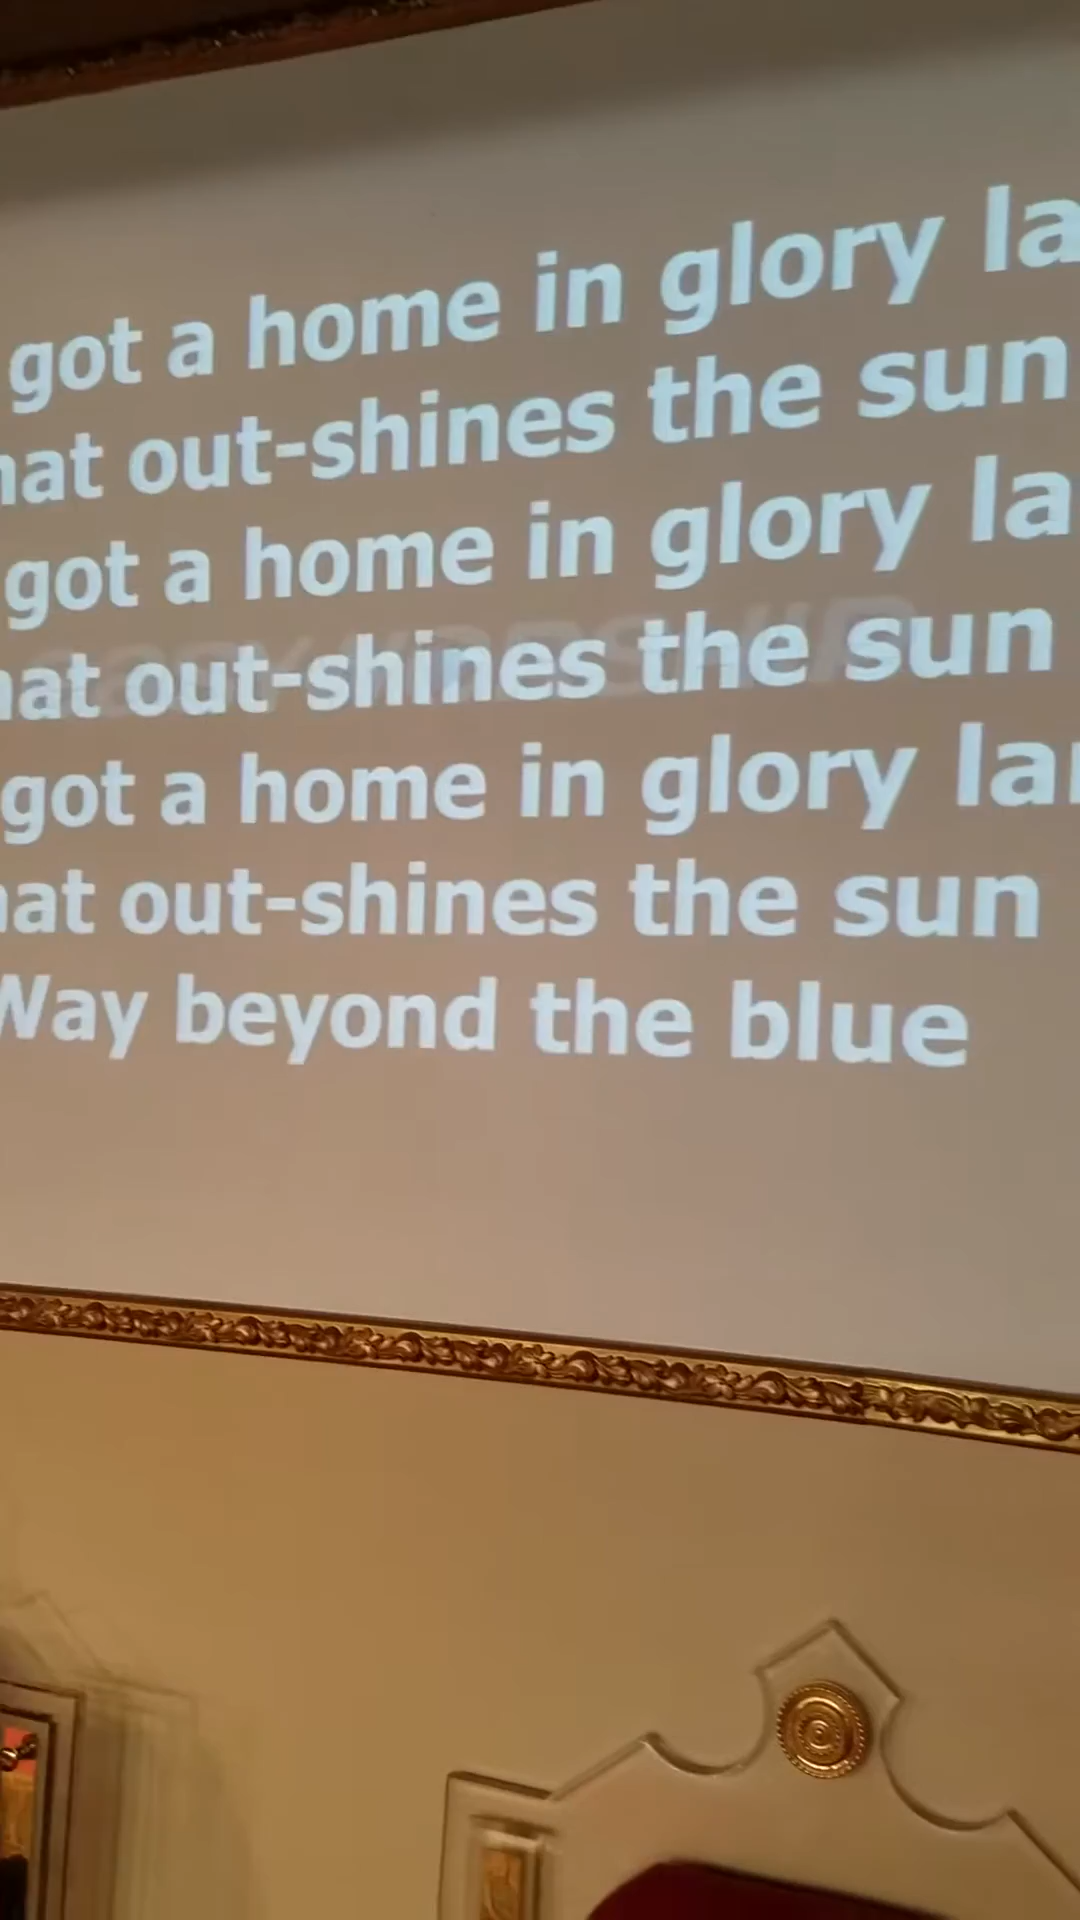 got a home in glory la
hat out-shines the sun
got a home in glory la
hat out-shines the sun
got a home in glory lan
hat out-shines the sun
Way beyond the blue